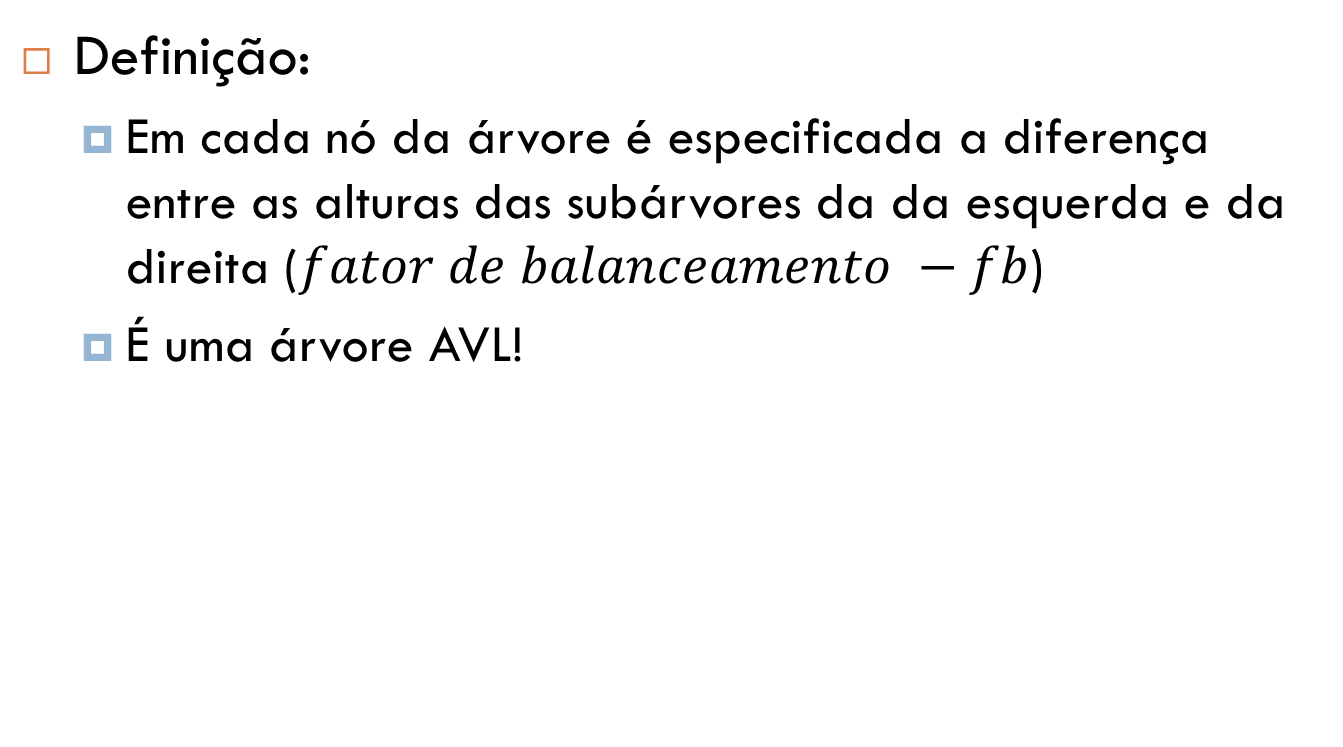 Definição:
Em cada nó da árvore é especificada a diferença
entre as alturas das subárvores da da esquerda e da
direita (fator de balanceamento − fb)
É uma árvore AVL!